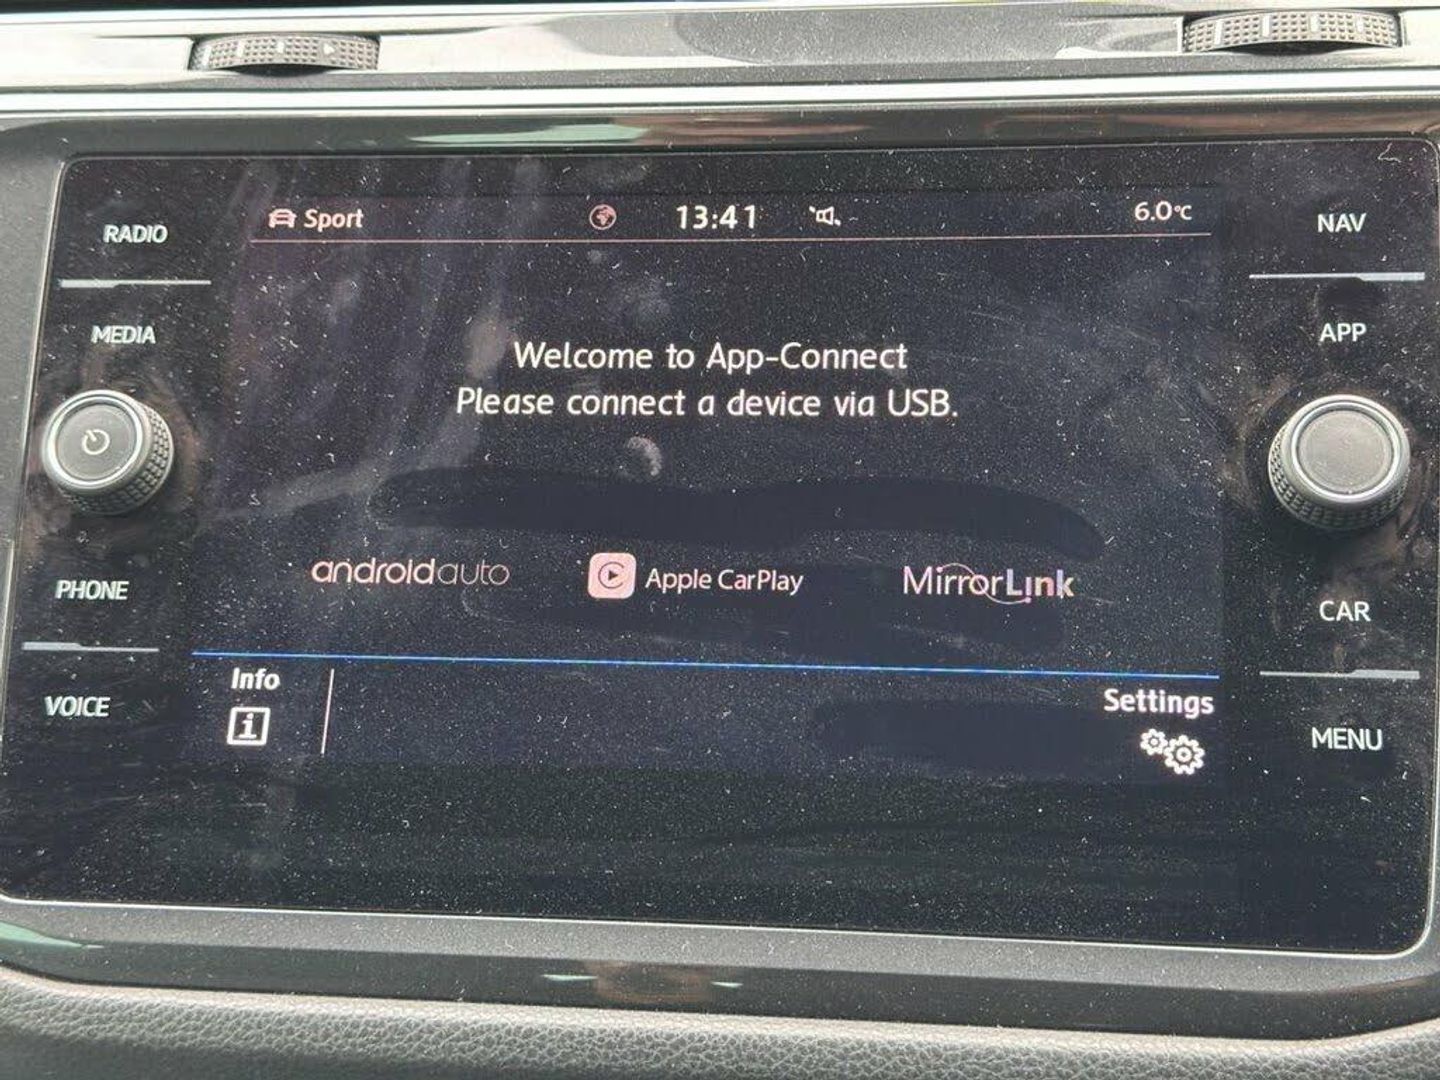 RADIO
Sport 13:41 6.0°C
NAV
MEDIA
APP
Welcome to App-Connect
Please connect a device via USB.
androidauto Apple CarPlay MirrorLink
PHONE
CAR
Info
VOICE
Settings
MENU